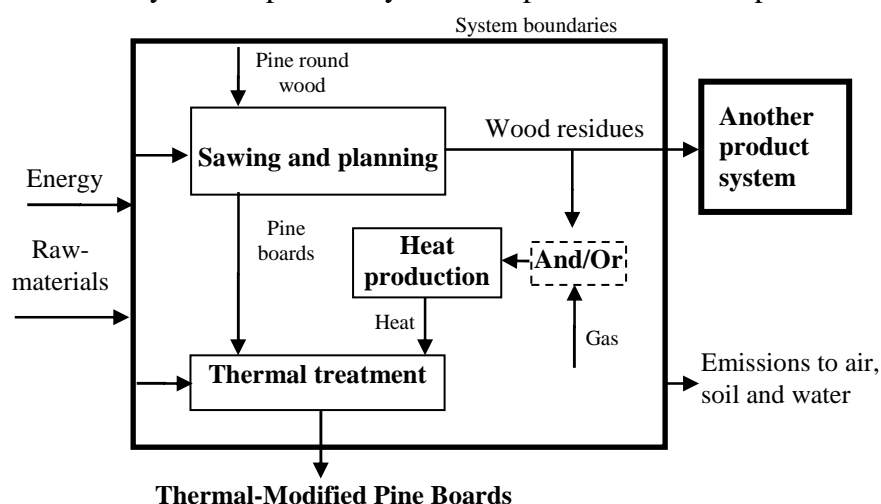 System boundaries
Pine round
wood
Sawing and planning
Wood residues
Another
product
system
Energy
Raw-
materials
Pine
boards
Heat
production
And/Or
Heat
Gas
Thermal treatment
Emissions to air,
soil and water
Thermal-Modified Pine Boards